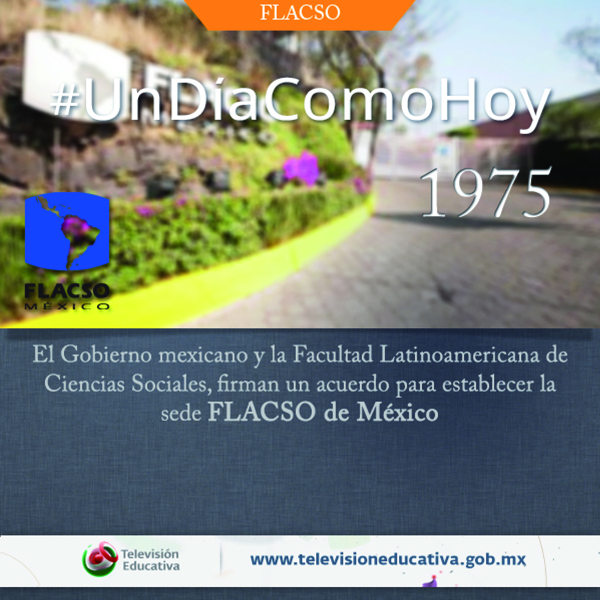 FLACSO
#UnDíaComoHoy
1975
FLACSO
MÉXICO
El Gobierno mexicano y la Facultad Latinoamericana de
Ciencias Sociales, firman un acuerdo para establecer la
sede FLACSO de México
Televisión
Educativa
www.televisioneducativa.gob.mx